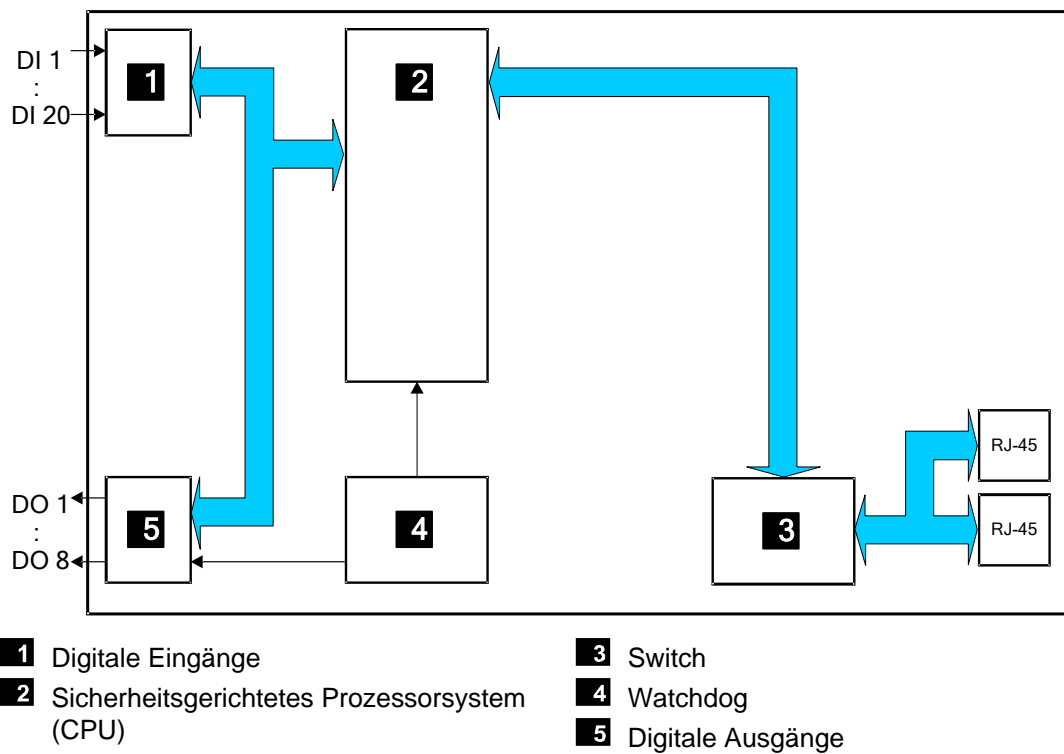 DI 1
:
DI 20
1
2
RJ-45
DO 1
:
DO 8
5
4
3
RJ-45
1 Digitale Eingänge
2 Sicherheitsgerichtetes Prozessorsystem
(CPU)
3 Switch
4 Watchdog
5 Digitale Ausgänge